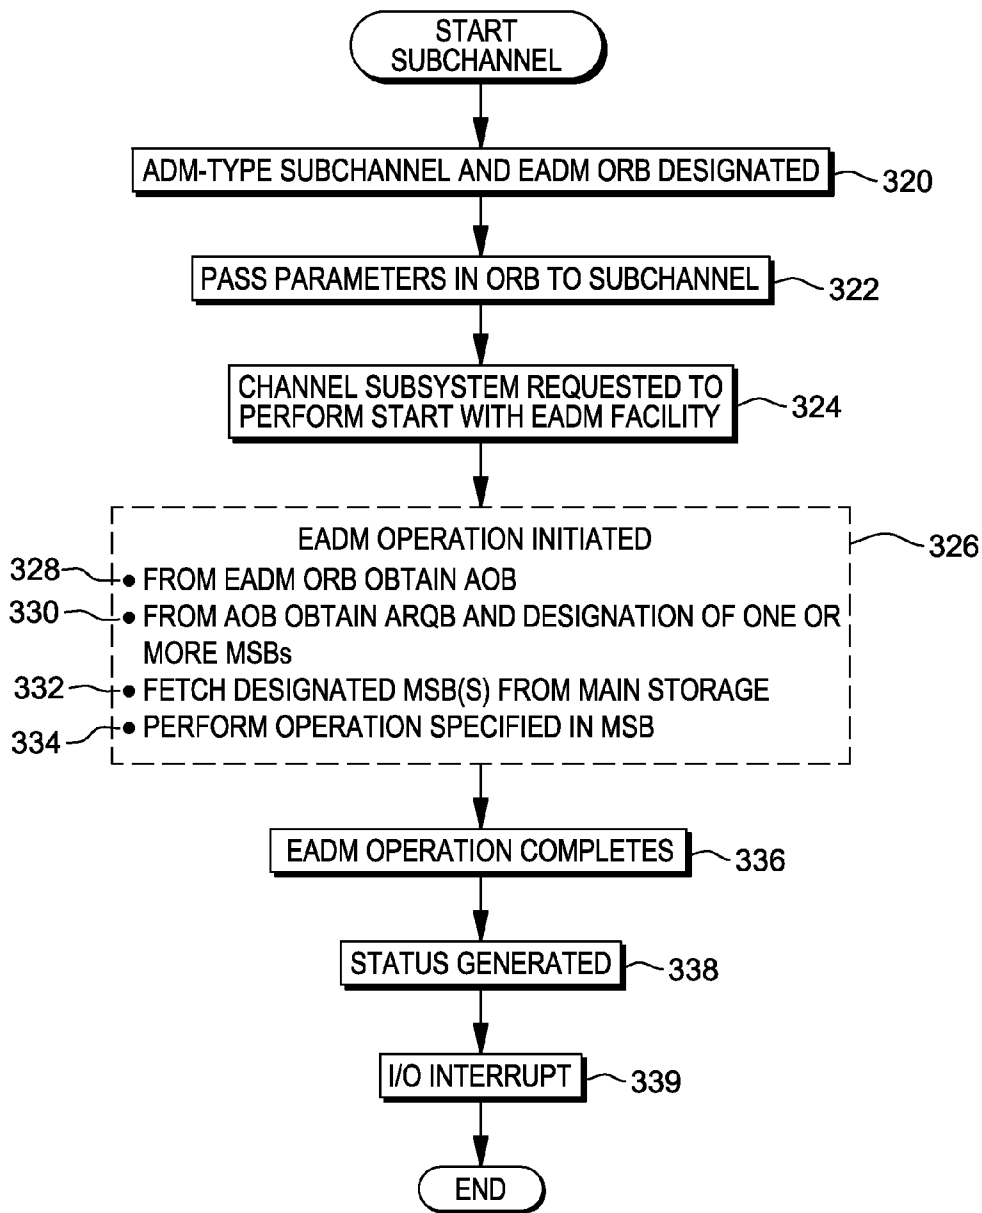 START
SUBCHANNEL
ADM-TYPE SUBCHANNEL AND EADM ORB DESIGNATED
320
PASS PARAMETERS IN ORB TO SUBCHANNEL
322
CHANNEL SUBSYSTEM REQUESTED TO
PERFORM START WITH EADM FACILITY
324
EADM OPERATION INITIATED
326
328
• FROM EADM ORB OBTAIN AOB
330
• FROM AOB OBTAIN ARQB AND DESIGNATION OF ONE OR
MORE MSBs
332
• FETCH DESIGNATED MSB(S) FROM MAIN STORAGE
334
• PERFORM OPERATION SPECIFIED IN MSB
EADM OPERATION COMPLETES
336
STATUS GENERATED
338
I/O INTERRUPT
339
END